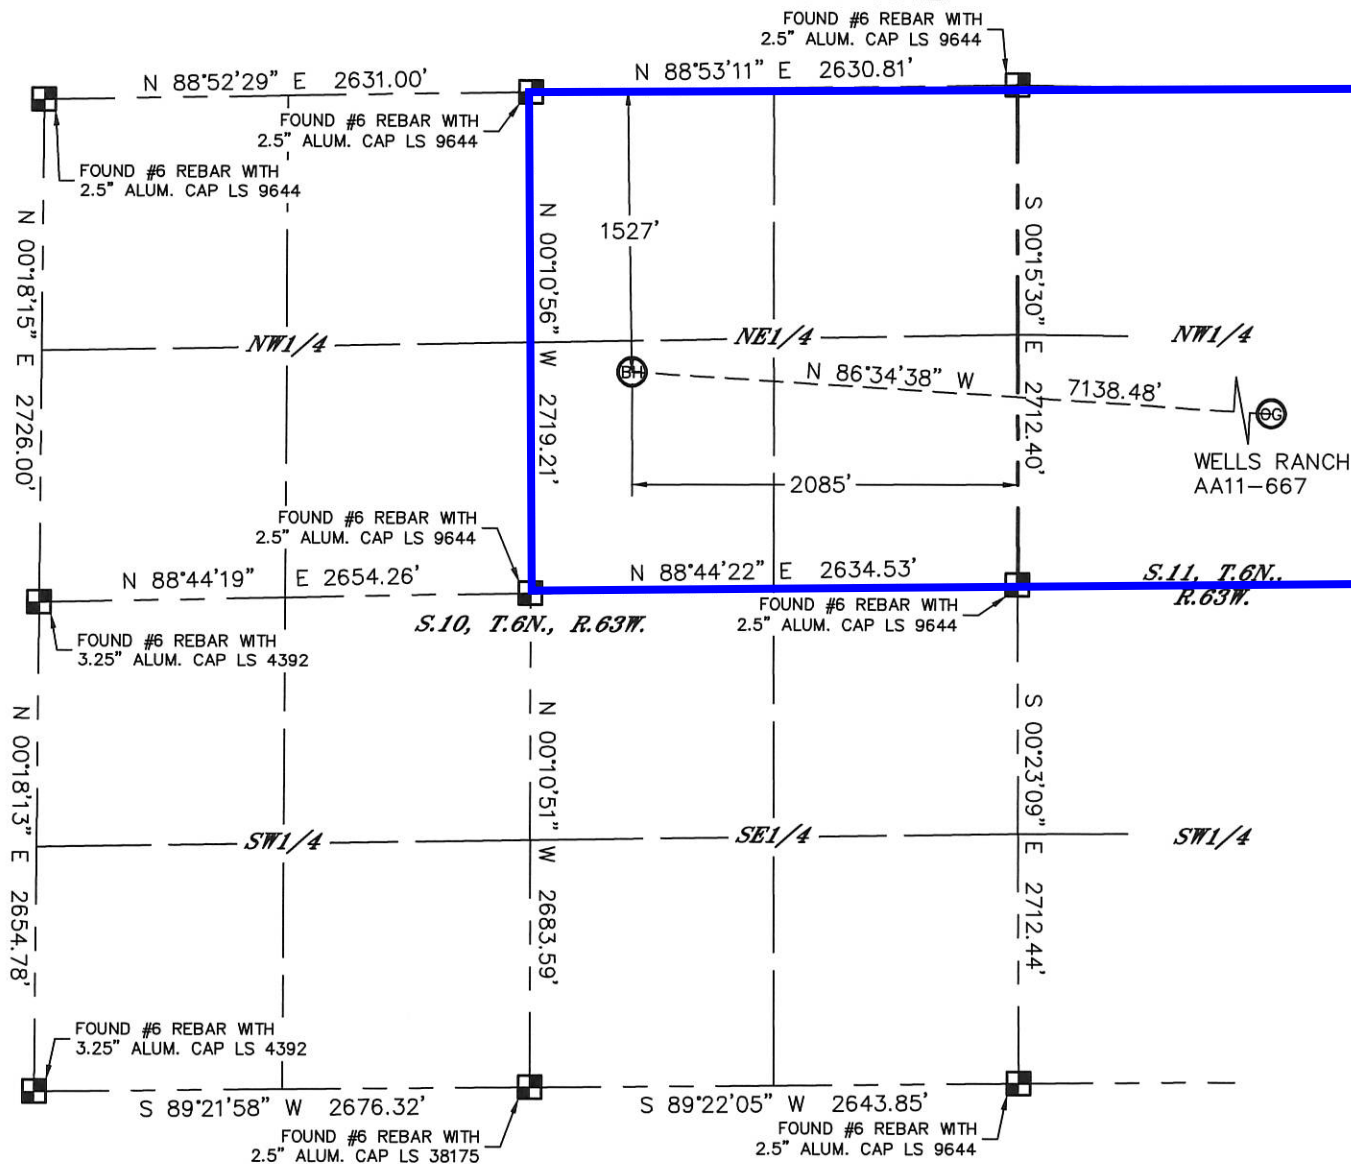 FOUND #6 REBAR WITH
2.5" ALUM. CAP LS 9644
N 88°52'29" E 2631.00'
N 88°53'11" E 2630.81'
FOUND #6 REBAR WITH
2.5" ALUM. CAP LS 9644
FOUND #6 REBAR WITH
2.5" ALUM. CAP LS 9644
N 00°18'15" E 2726.00'
N 00°10'56" W 2719.21'
1527'
S 00°15'30" E 2712.40'
NW1/4
NE1/4
NW1/4
BH
N 86°34'38" W 7138.48'
OG
WELLS RANCH
AA11-667
2085'
FOUND #6 REBAR WITH
2.5" ALUM. CAP LS 9644
N 88°44'19" E 2654.26'
N 88°44'22" E 2634.53'
S.11, T.6N.,
R.63W.
FOUND #6 REBAR WITH
2.5" ALUM. CAP LS 9644
S.10, T.6N., R.63W.
FOUND #6 REBAR WITH
3.25" ALUM. CAP LS 4392
N 00°18'13" E 2654.78'
N 00°10'51" W 2683.59'
S 00°23'09" E 2712.44'
SW1/4
SE1/4
SW1/4
FOUND #6 REBAR WITH
3.25" ALUM. CAP LS 4392
S 89°21'58" W 2676.32'
S 89°22'05" W 2643.85'
FOUND #6 REBAR WITH
2.5" ALUM. CAP LS 38175
FOUND #6 REBAR WITH
2.5" ALUM. CAP LS 9644